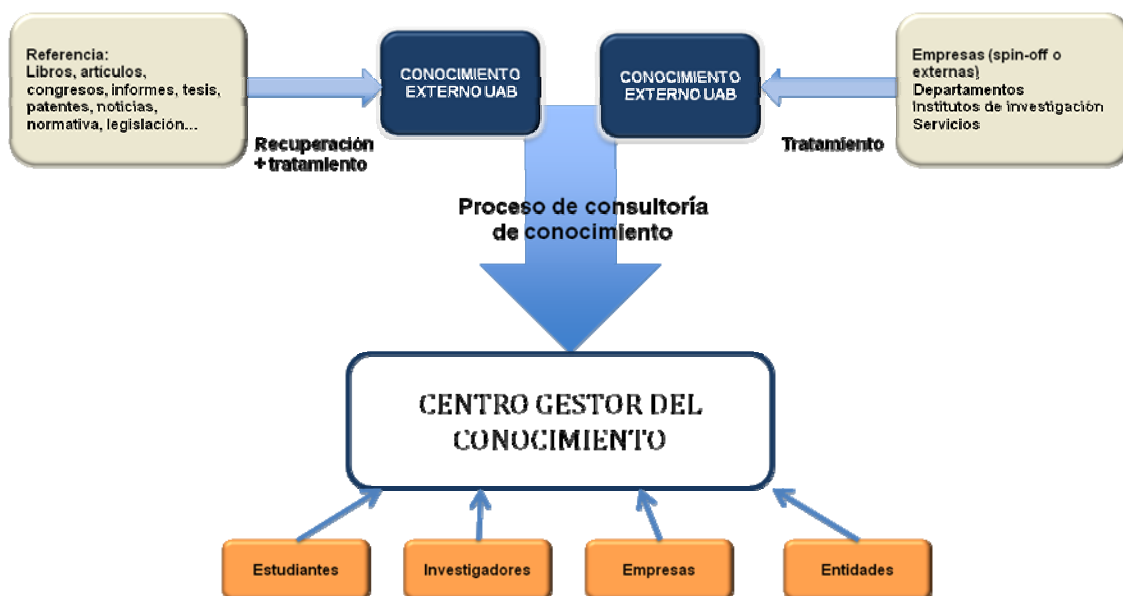 Referencia:
Libros, artículos,
congresos, informes, tesis,
patentes, noticias,
normativa, legislación...
CONOCIMIENTO
EXTERNO UAB
CONOCIMIENTO
EXTERNO UAB
Empresas (spin-off o
externas)
Departamentos
Institutos de investigación
Servicios
Recuperación
+ tratamiento
Tratamiento
Proceso de consultoría
de conocimiento
CENTRO GESTOR DEL
CONOCIMIENTO
Estudiantes
Investigadores
Empresas
Entidades